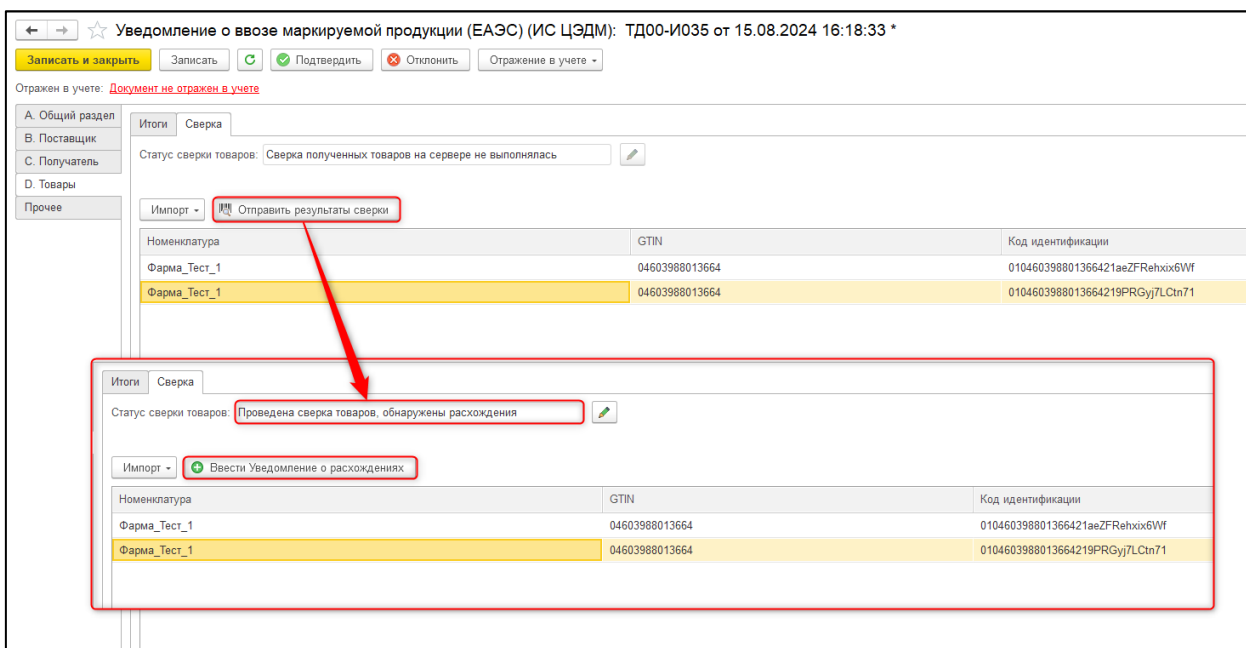 Уведомление о ввозе маркируемой продукции (ЕАЭС) (ИС ЦЭДМ): ТД00-И035 от 15.08.2024 16:18:33 *
Записать и закрыть Записать Подтвердить Отклонить Отражение в учете
Отражен в учете: Документ не отражен в учете
A. Общий раздел
B. Поставщик
C. Получатель
D. Товары
Прочее
Итоги Сверка
Статус сверки товаров: Сверка полученных товаров на сервере не выполнялась
Импорт Отправить результаты сверки
Номенклатура GTIN Код идентификации
Фарма_Тест_1 04603988013664 010460398801366421aeZFRehxix6Wf
Фарма_Тест_1 04603988013664 0104603988013664219PRGyj7LCtn71
Итоги Сверка
Статус сверки товаров: Проведена сверка товаров, обнаружены расхождения
Импорт Ввести Уведомление о расхождениях
Номенклатура GTIN Код идентификации
Фарма_Тест_1 04603988013664 010460398801366421aeZFRehxix6Wf
Фарма_Тест_1 04603988013664 0104603988013664219PRGyj7LCtn71